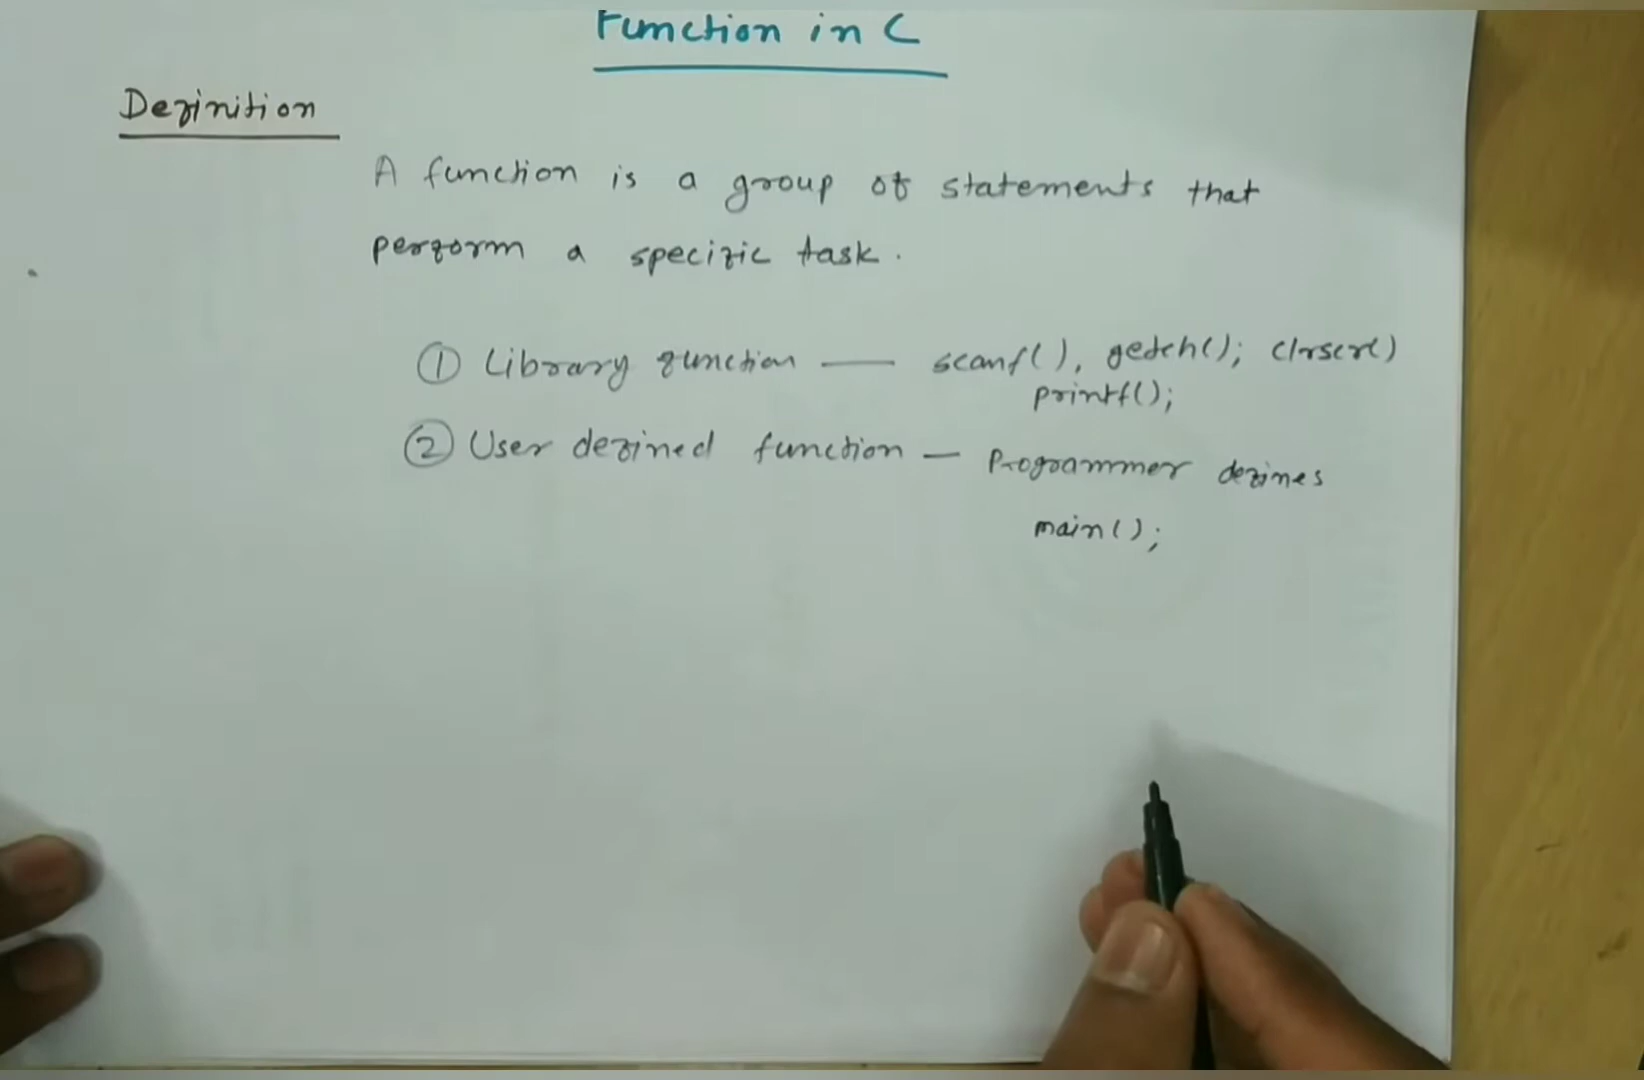 Function in C
Definition
A function is a group of statements that
perform a specific task.
① Library function — scanf(), getch(); clrscr()
printf();
② User defined function — Programmer defines
main();